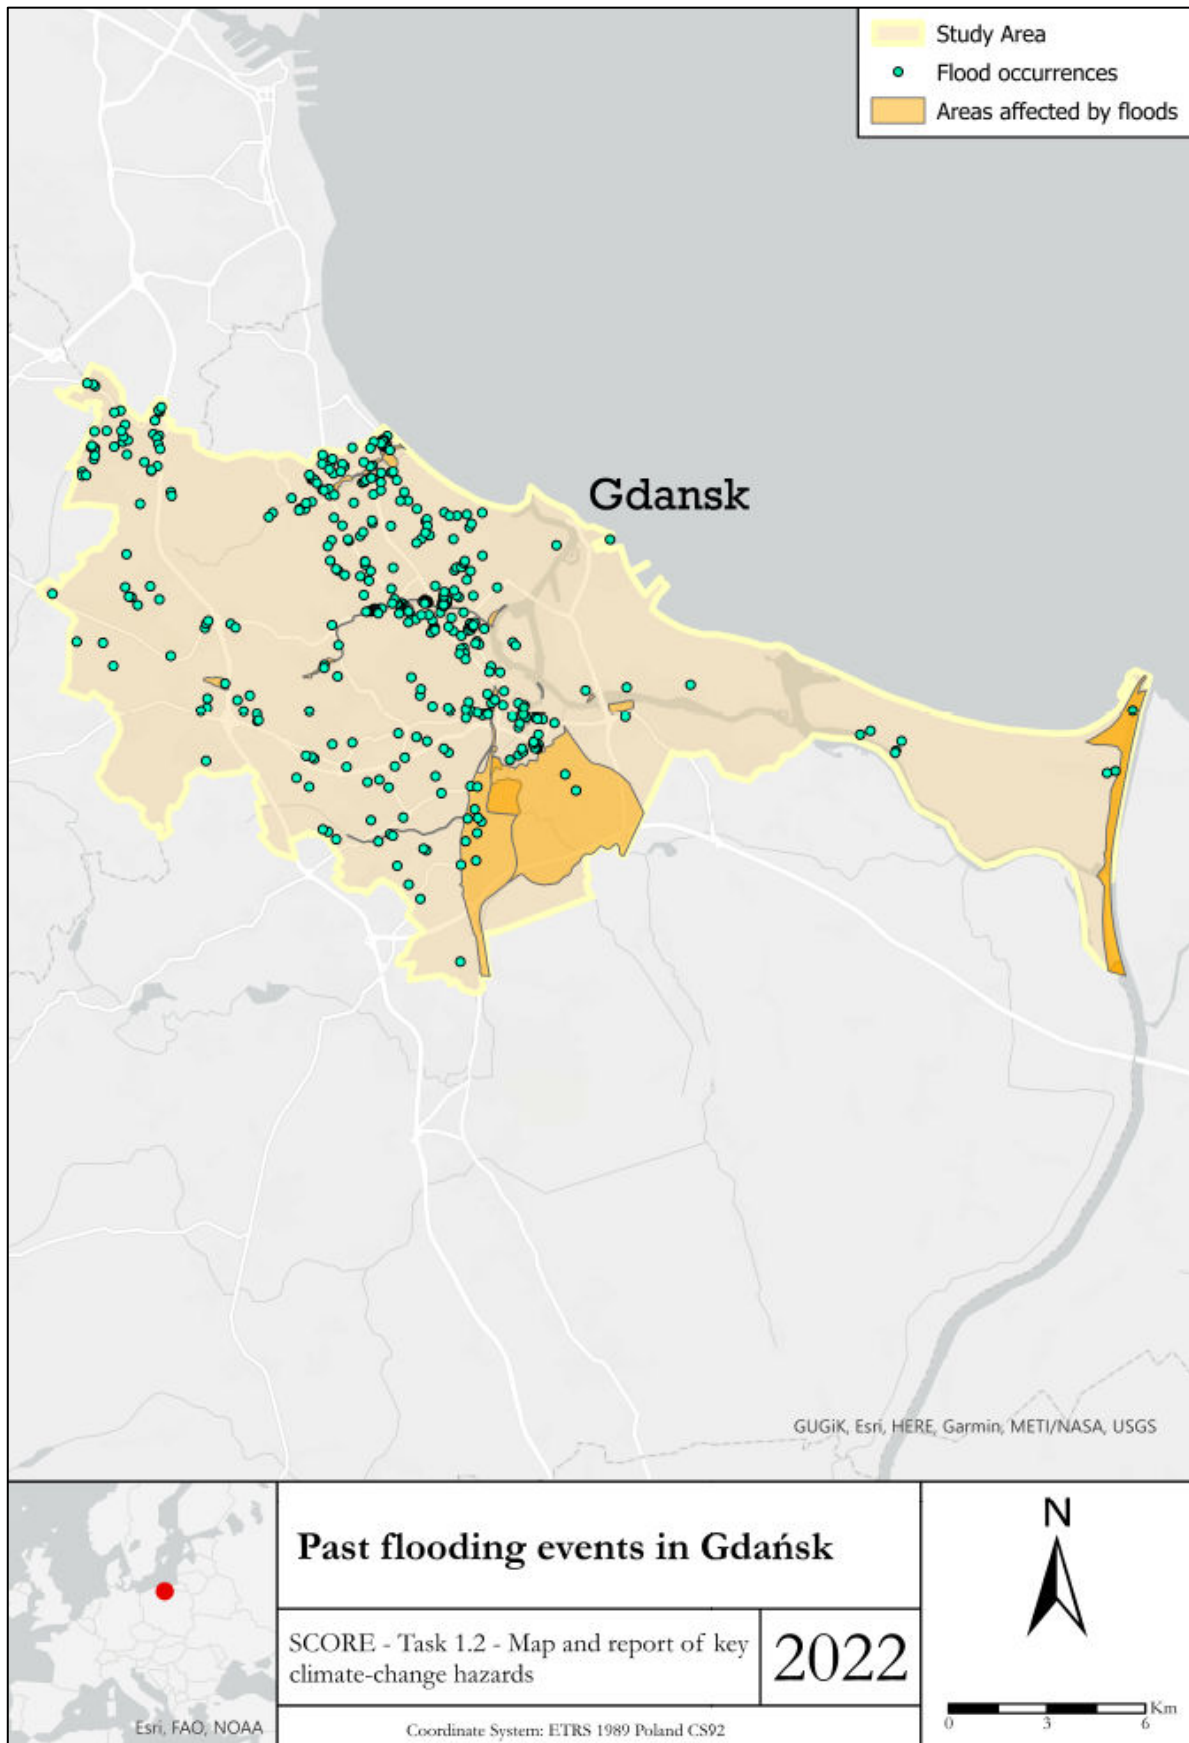 Study Area
Flood occurrences
Areas affected by floods
Gdansk
GUGiK, Esri, HERE, Garmin, METI/NASA, USGS
Esri, FAO, NOAA
Past flooding events in Gdańsk
SCORE - Task 1.2 - Map and report of key
climate-change hazards
2022
Coordinate System: ETRS 1989 Poland CS92
N
Km
0 3 6